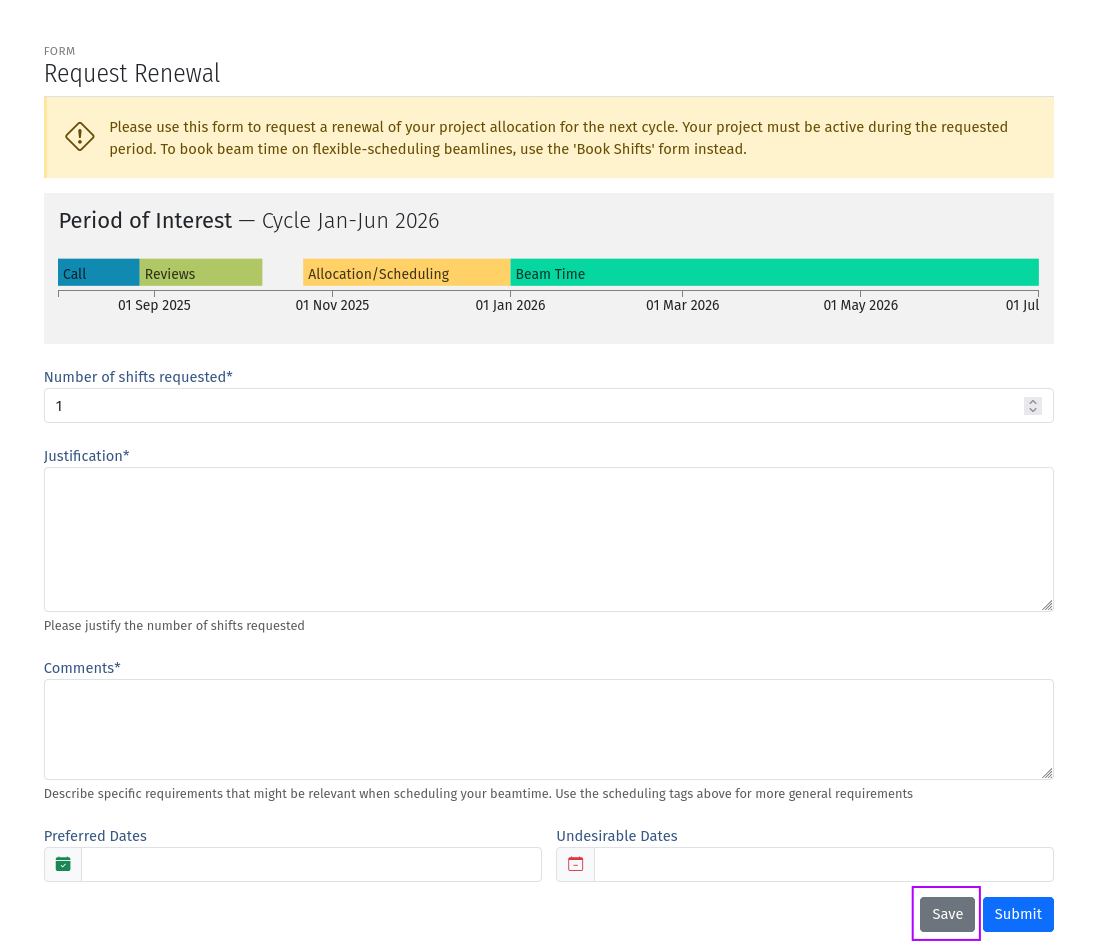 FORM
Request Renewal
Please use this form to request a renewal of your project allocation for the next cycle. Your project must be active during the requested
period. To book beam time on flexible-scheduling beamlines, use the 'Book Shifts' form instead.
Period of Interest — Cycle Jan-Jun 2026
Call Reviews Allocation/Scheduling Beam Time
01 Sep 2025 01 Nov 2025 01 Jan 2026 01 Mar 2026 01 May 2026 01 Jul
Number of shifts requested*
1
Justification*
Please justify the number of shifts requested
Comments*
Describe specific requirements that might be relevant when scheduling your beamtime. Use the scheduling tags above for more general requirements
Preferred Dates Undesirable Dates
Save Submit